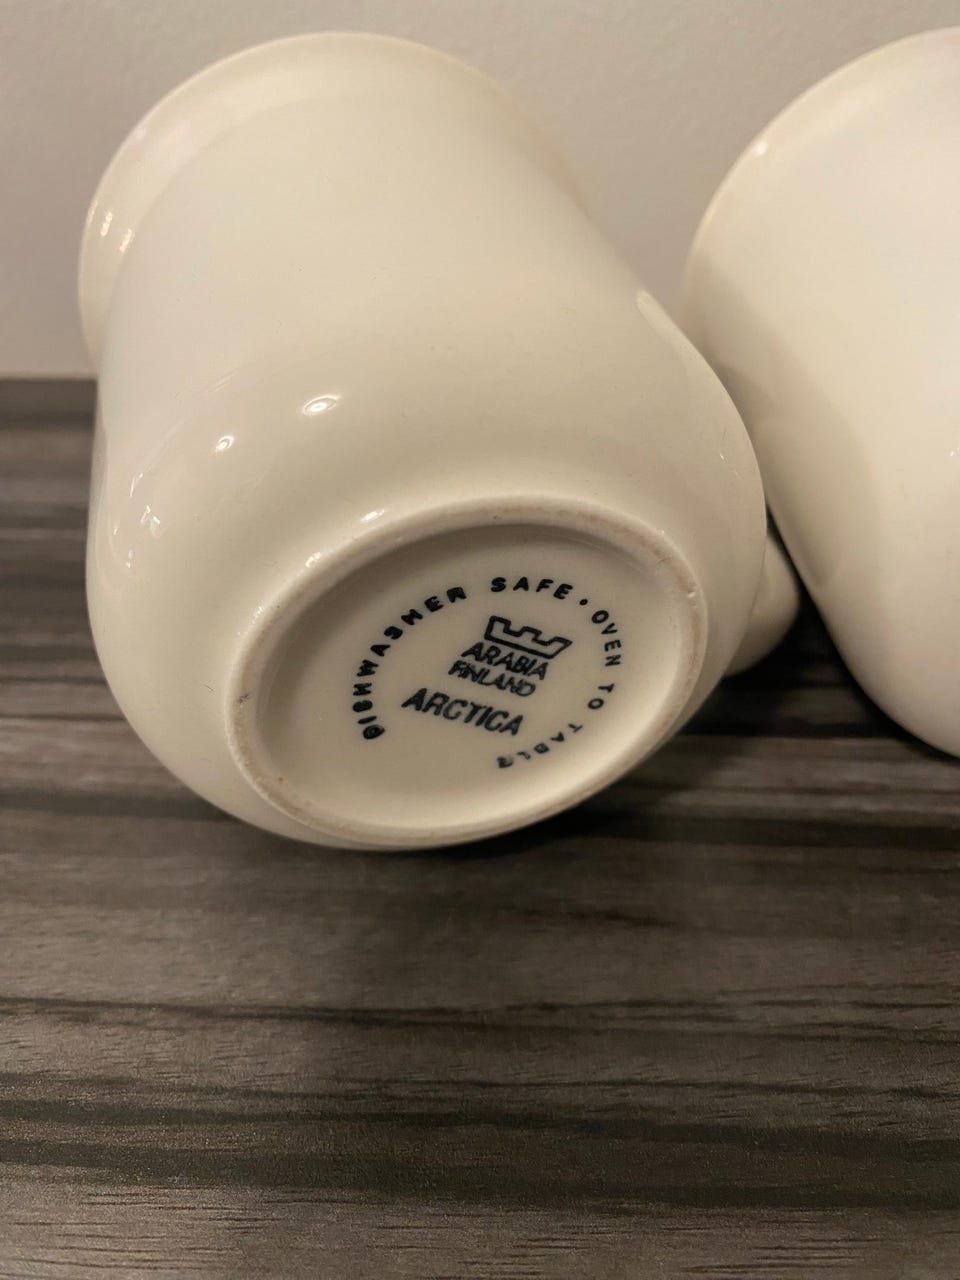 DISHWASHER SAFE • OVEN TO TABLE
ARABIA
FINLAND
ARCTICA